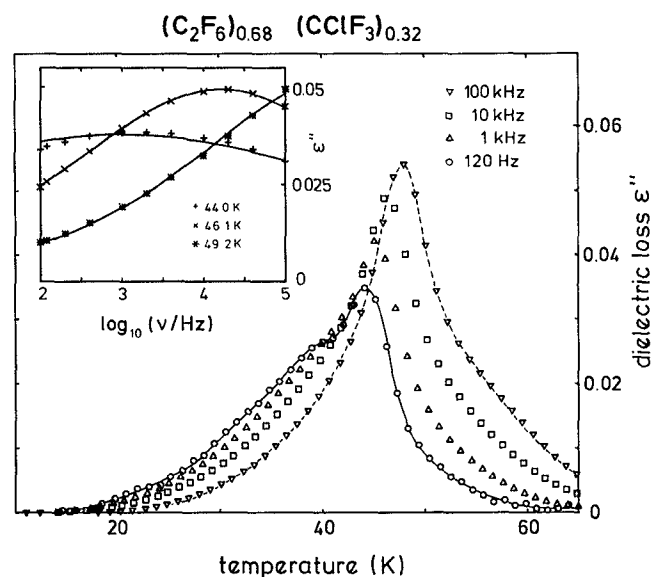 (C₂F₆)₀.₆₈ (CClF₃)₀.₃₂
0.05
0.025
0
ε"
+ 44.0 K
× 46.1 K
∗ 49.2 K
2 3 4 5
log₁₀ (ν/Hz)
▽ 100 kHz
□ 10 kHz
△ 1 kHz
○ 120 Hz
0.06
0.04
0.02
0
dielectric loss ε"
20 40 60
temperature (K)